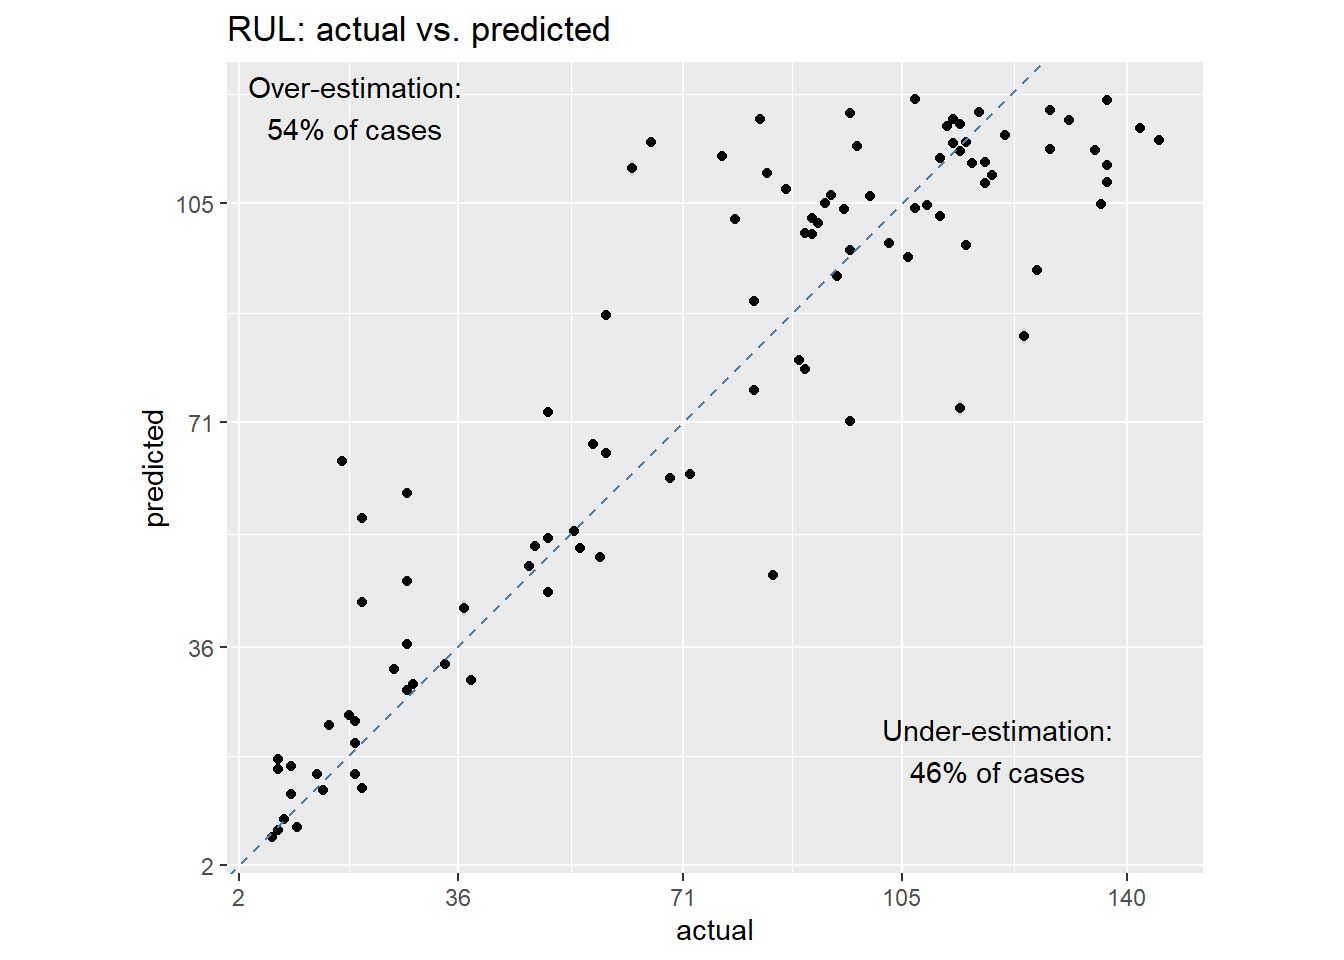 RUL: actual vs. predicted
Over-estimation:
54% of cases
105
71
36
2
predicted
Under-estimation:
46% of cases
2
36
71
105
140
actual